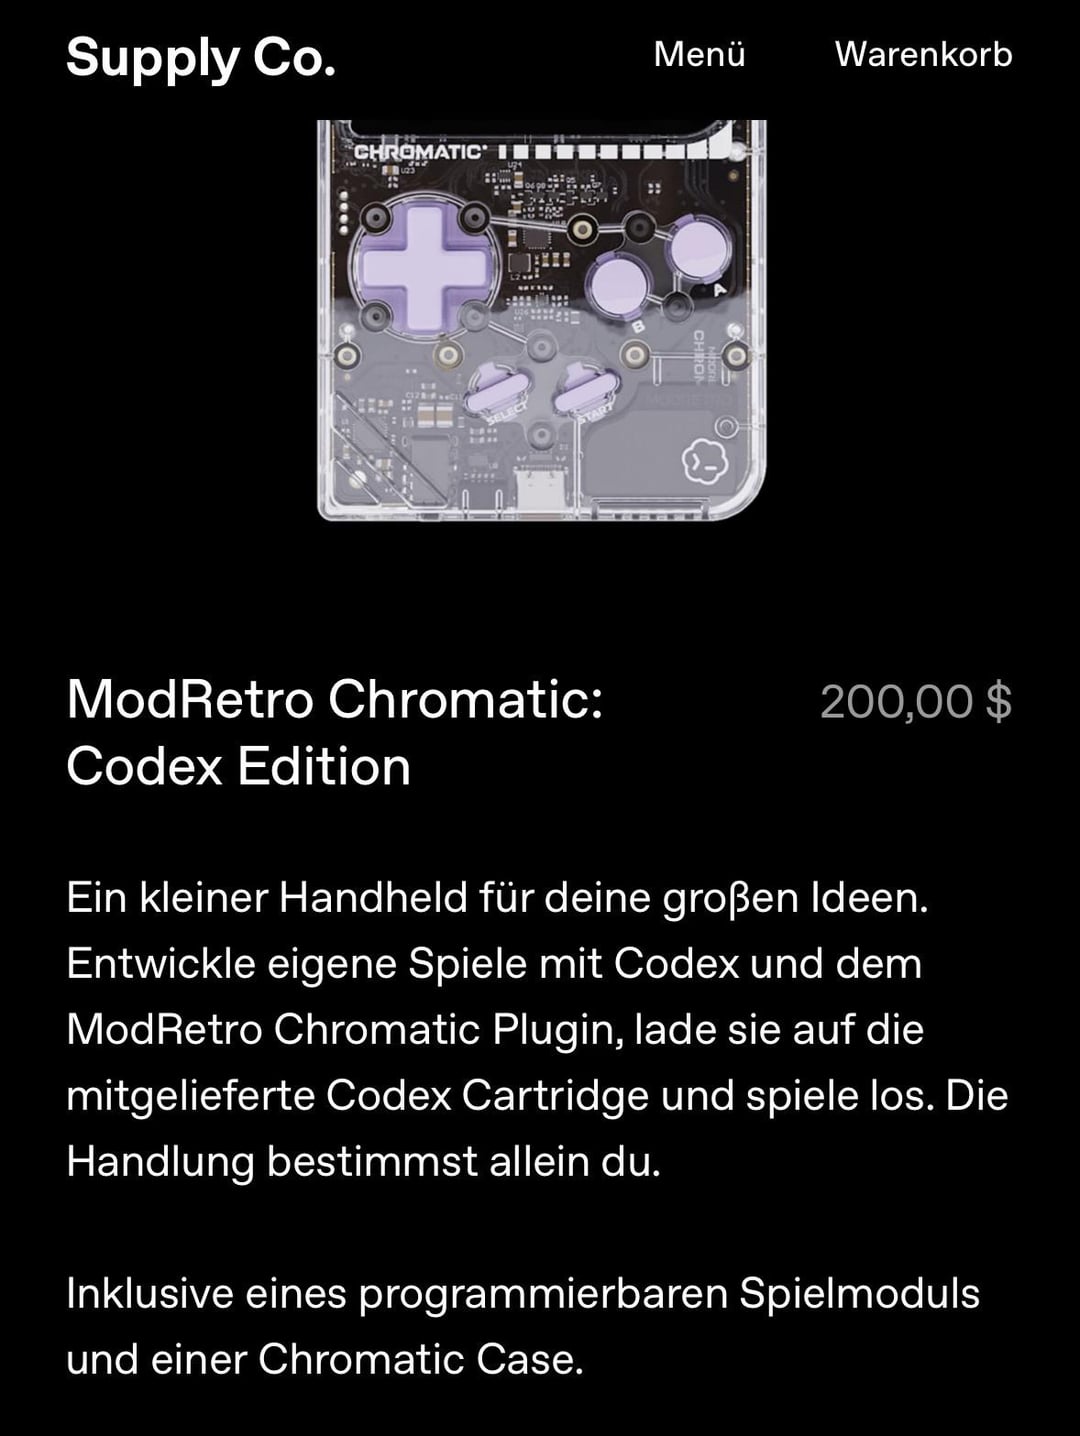 Supply Co.
Menü
Warenkorb
CHROMATIC
U23
U24
A
B
SELECT
START
ModRetro Chromatic:
Codex Edition
200,00 $
Ein kleiner Handheld für deine großen Ideen.
Entwickle eigene Spiele mit Codex und dem
ModRetro Chromatic Plugin, lade sie auf die
mitgelieferte Codex Cartridge und spiele los. Die
Handlung bestimmst allein du.
Inklusive eines programmierbaren Spielmoduls
und einer Chromatic Case.